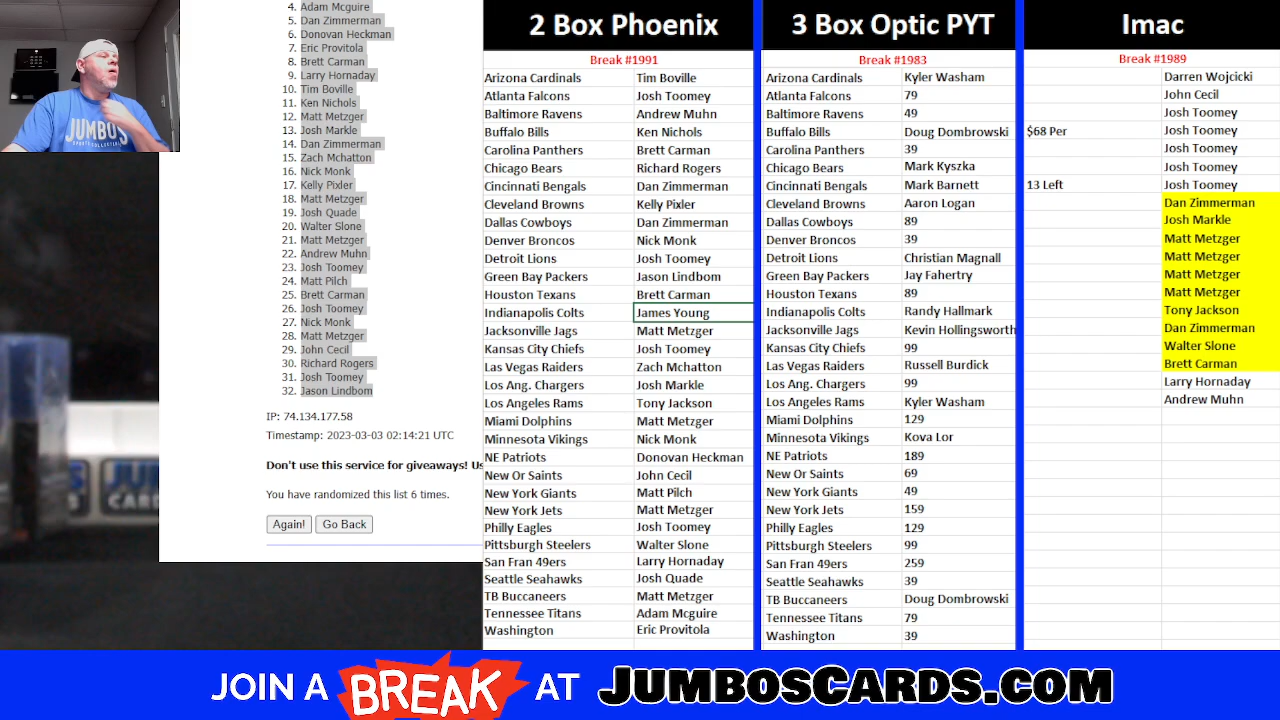 JUMBOS
4. Adam Mcguire
5. Dan Zimmerman
6. Donovan Heckman
7. Eric Provitola
8. Brett Carman
9. Larry Hornaday
10. Tim Boville
11. Ken Nichols
12. Matt Metzger
13. Josh Markle
14. Dan Zimmerman
15. Zach Mchatton
16. Nick Monk
17. Kelly Pixler
18. Matt Metzger
19. Josh Quade
20. Walter Slone
21. Matt Metzger
22. Andrew Muhn
23. Josh Toomey
24. Matt Pilch
25. Brett Carman
26. Josh Toomey
27. Nick Monk
28. Matt Metzger
29. John Cecil
30. Richard Rogers
31. Josh Toomey
32. Jason Lindbom
IP: 74.134.177.58
Timestamp: 2023-03-03 02:14:21 UTC
Don't use this service for giveaways! Us
You have randomized this list 6 times.
Again! Go Back
2 Box Phoenix
Break #1991
Arizona Cardinals Tim Boville
Atlanta Falcons Josh Toomey
Baltimore Ravens Andrew Muhn
Buffalo Bills Ken Nichols
Carolina Panthers Brett Carman
Chicago Bears Richard Rogers
Cincinnati Bengals Dan Zimmerman
Cleveland Browns Kelly Pixler
Dallas Cowboys Dan Zimmerman
Denver Broncos Nick Monk
Detroit Lions Josh Toomey
Green Bay Packers Jason Lindbom
Houston Texans Brett Carman
Indianapolis Colts James Young
Jacksonville Jags Matt Metzger
Kansas City Chiefs Josh Toomey
Las Vegas Raiders Zach Mchatton
Los Ang. Chargers Josh Markle
Los Angeles Rams Tony Jackson
Miami Dolphins Matt Metzger
Minnesota Vikings Nick Monk
NE Patriots Donovan Heckman
New Or Saints John Cecil
New York Giants Matt Pilch
New York Jets Matt Metzger
Philly Eagles Josh Toomey
Pittsburgh Steelers Walter Slone
San Fran 49ers Larry Hornaday
Seattle Seahawks Josh Quade
TB Buccaneers Matt Metzger
Tennessee Titans Adam Mcguire
Washington Eric Provitola
3 Box Optic PYT
Break #1983
Arizona Cardinals Kyler Washam
Atlanta Falcons 79
Baltimore Ravens 49
Buffalo Bills Doug Dombrowski
Carolina Panthers 39
Chicago Bears Mark Kyszka
Cincinnati Bengals Mark Barnett
Cleveland Browns Aaron Logan
Dallas Cowboys 89
Denver Broncos 39
Detroit Lions Christian Magnall
Green Bay Packers Jay Fahertry
Houston Texans 89
Indianapolis Colts Randy Hallmark
Jacksonville Jags Kevin Hollingsworth
Kansas City Chiefs 99
Las Vegas Raiders Russell Burdick
Los Ang. Chargers 99
Los Angeles Rams Kyler Washam
Miami Dolphins 129
Minnesota Vikings Kova Lor
NE Patriots 189
New Or Saints 69
New York Giants 49
New York Jets 159
Philly Eagles 129
Pittsburgh Steelers 99
San Fran 49ers 259
Seattle Seahawks 39
TB Buccaneers Doug Dombrowski
Tennessee Titans 79
Washington 39
Imac
Break #1989
Darren Wojcicki
John Cecil
Josh Toomey
$68 Per Josh Toomey
Josh Toomey
Josh Toomey
13 Left Josh Toomey
Dan Zimmerman
Josh Markle
Matt Metzger
Matt Metzger
Matt Metzger
Matt Metzger
Tony Jackson
Dan Zimmerman
Walter Slone
Brett Carman
Larry Hornaday
Andrew Muhn
JOIN A BREAK AT JUMBOSCARDS.COM